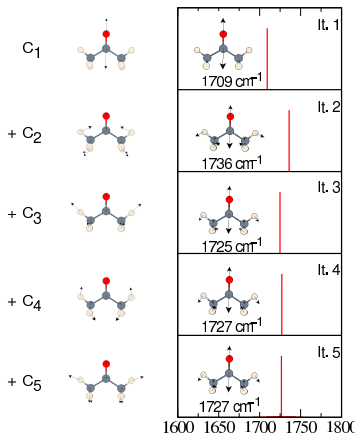 C1 It. 1
1709 cm-1
+ C2 It. 2
1736 cm-1
+ C3 It. 3
1725 cm-1
+ C4 It. 4
1727 cm-1
+ C5 It. 5
1727 cm-1
1600 1650 1700 1750 1800